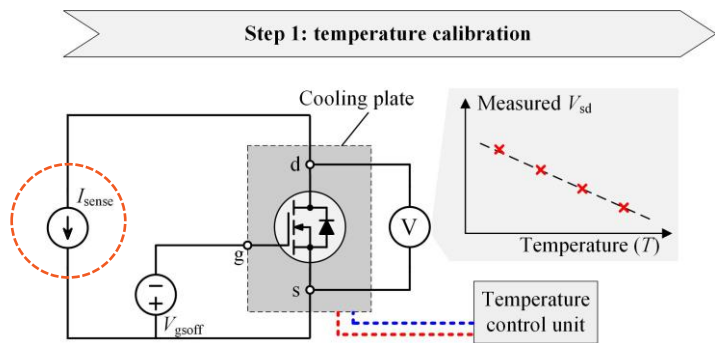 Step 1: temperature calibration
Cooling plate
Measured Vsd
d
Isense
V
g
Temperature (T)
s
− +
Vgsoff
Temperature
control unit